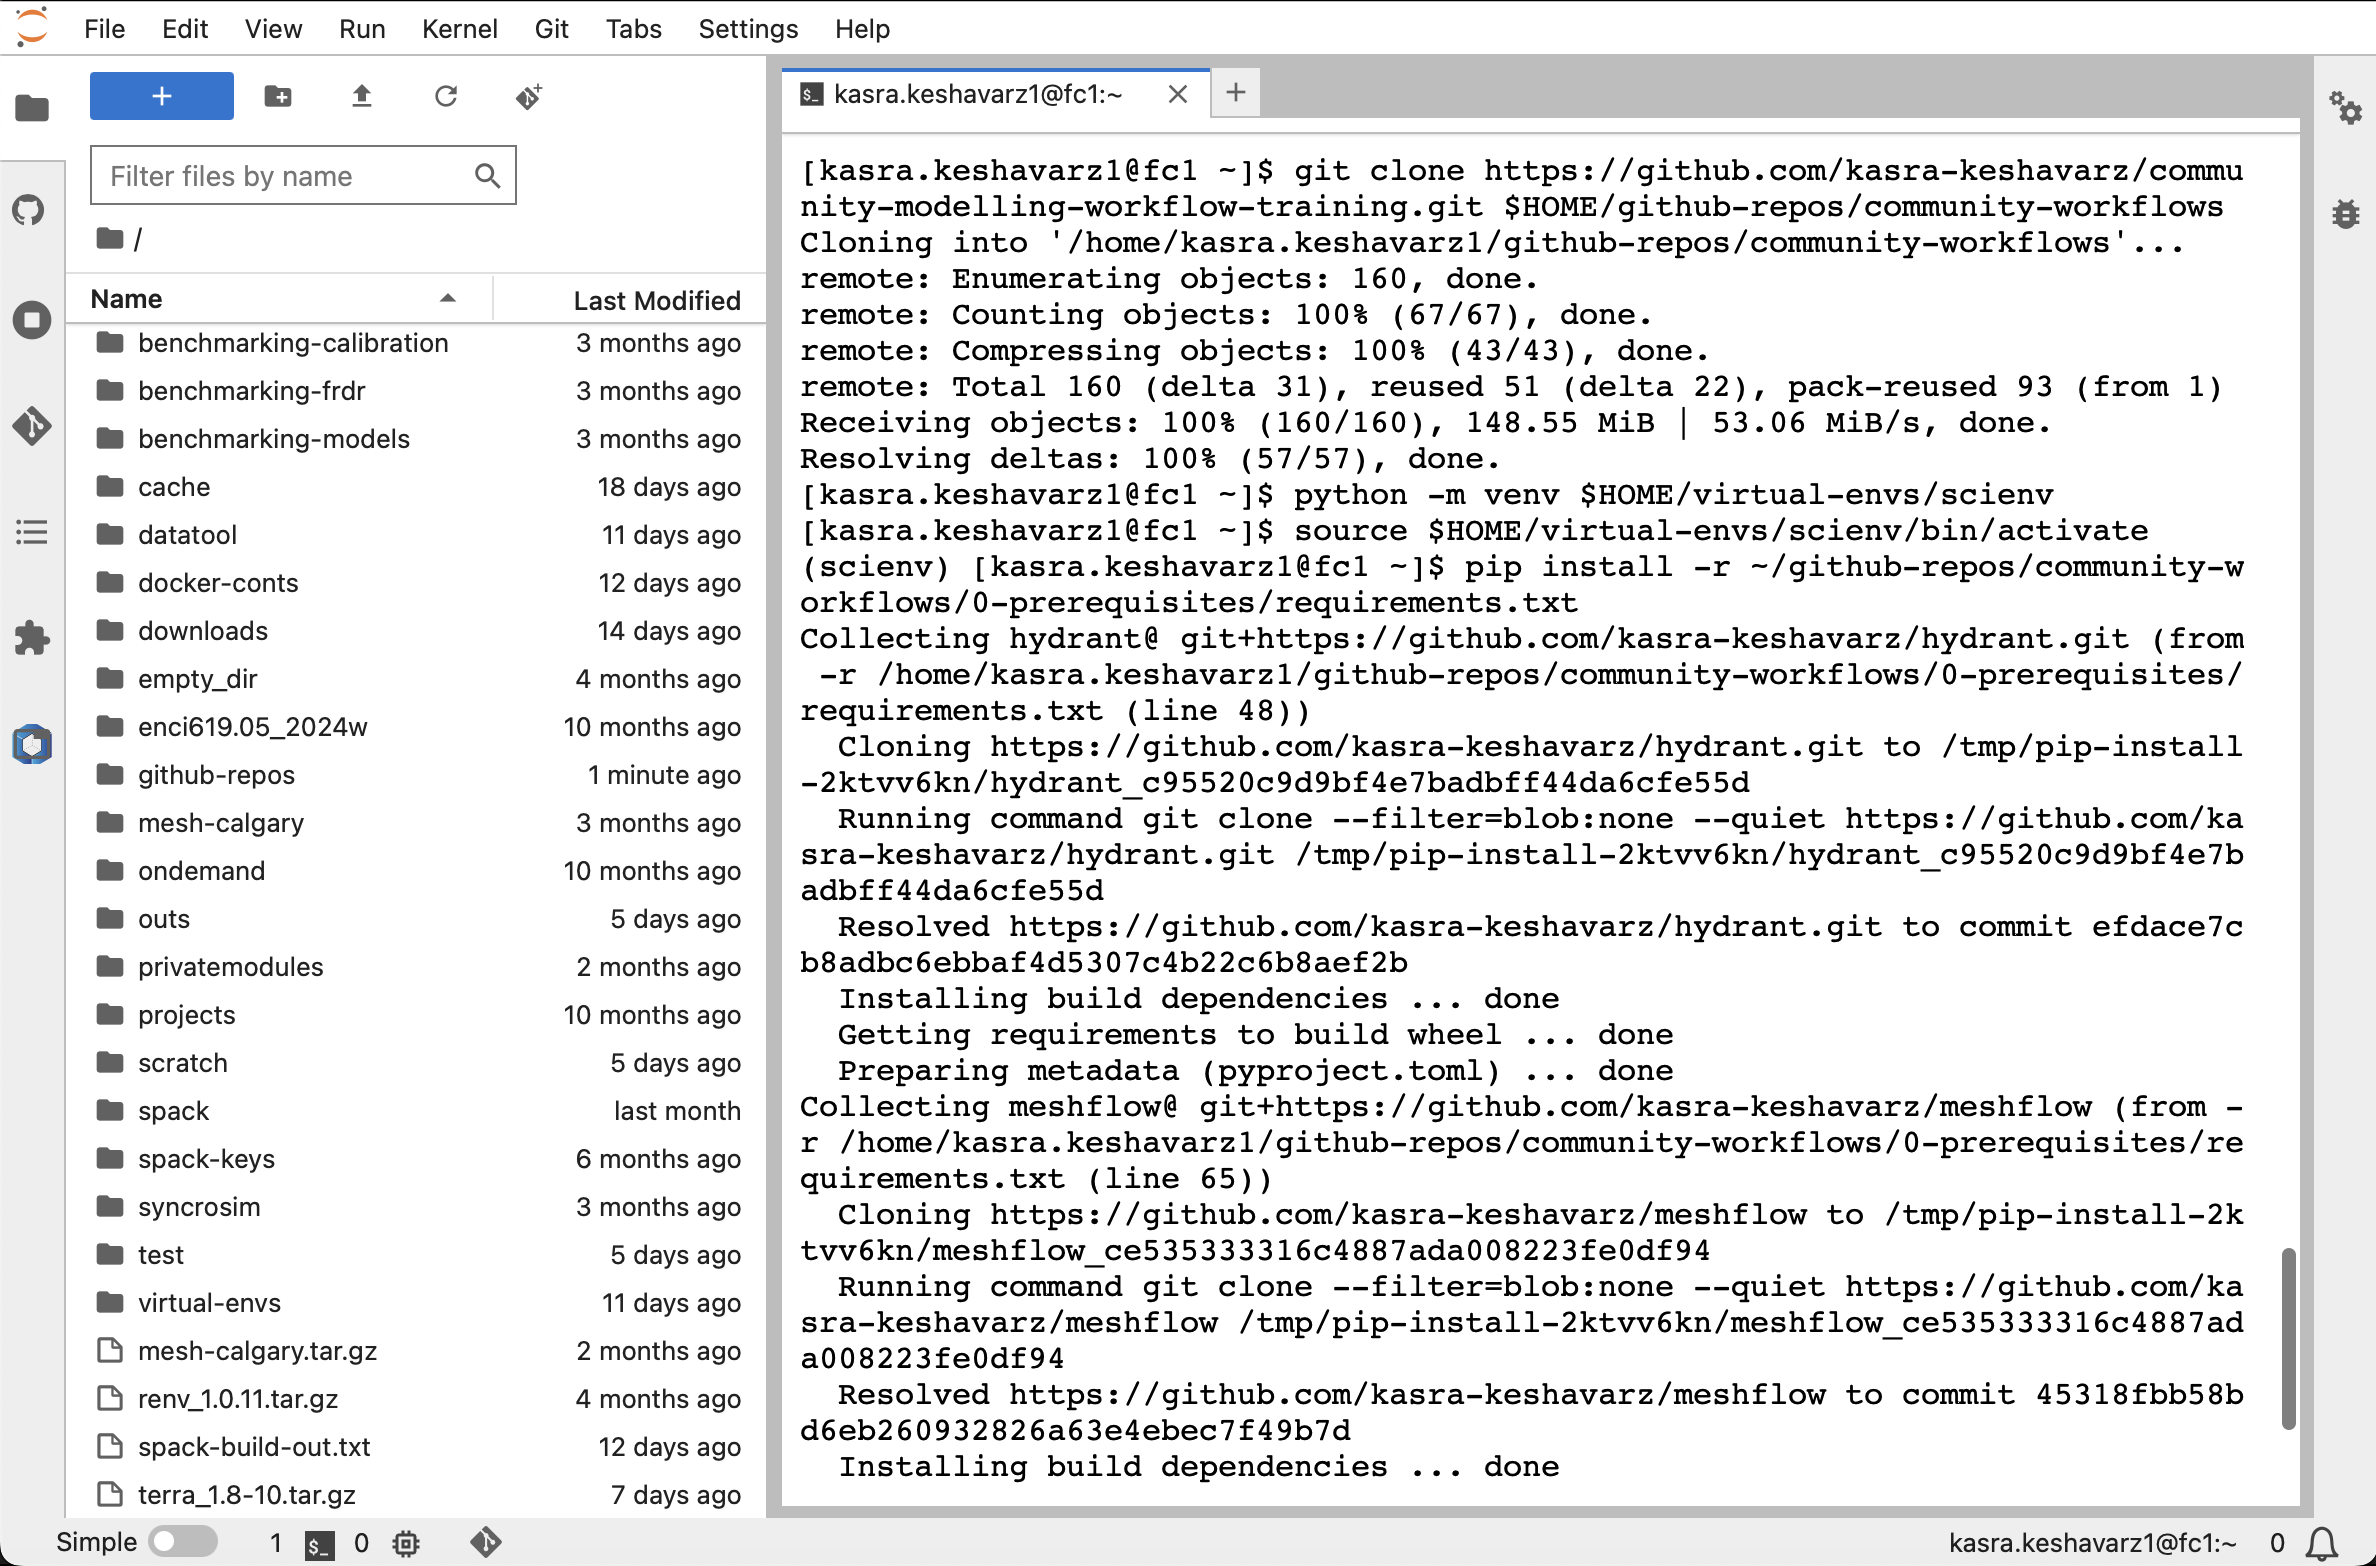 File Edit View Run Kernel Git Tabs Settings Help
+
Filter files by name
/
Name Last Modified
benchmarking-calibration 3 months ago
benchmarking-frdr 3 months ago
benchmarking-models 3 months ago
cache 18 days ago
datatool 11 days ago
docker-conts 12 days ago
downloads 14 days ago
empty_dir 4 months ago
enci619.05_2024w 10 months ago
github-repos 1 minute ago
mesh-calgary 3 months ago
ondemand 10 months ago
outs 5 days ago
privatemodules 2 months ago
projects 10 months ago
scratch 5 days ago
spack last month
spack-keys 6 months ago
syncrosim 3 months ago
test 5 days ago
virtual-envs 11 days ago
mesh-calgary.tar.gz 2 months ago
renv_1.0.11.tar.gz 4 months ago
spack-build-out.txt 12 days ago
terra_1.8-10.tar.gz 7 days ago
$_ kasra.keshavarz1@fc1:~ +
[kasra.keshavarz1@fc1 ~]$ git clone https://github.com/kasra-keshavarz/commu
nity-modelling-workflow-training.git $HOME/github-repos/community-workflows
Cloning into '/home/kasra.keshavarz1/github-repos/community-workflows'...
remote: Enumerating objects: 160, done.
remote: Counting objects: 100% (67/67), done.
remote: Compressing objects: 100% (43/43), done.
remote: Total 160 (delta 31), reused 51 (delta 22), pack-reused 93 (from 1)
Receiving objects: 100% (160/160), 148.55 MiB | 53.06 MiB/s, done.
Resolving deltas: 100% (57/57), done.
[kasra.keshavarz1@fc1 ~]$ python -m venv $HOME/virtual-envs/scienv
[kasra.keshavarz1@fc1 ~]$ source $HOME/virtual-envs/scienv/bin/activate
(scienv) [kasra.keshavarz1@fc1 ~]$ pip install -r ~/github-repos/community-w
orkflows/0-prerequisites/requirements.txt
Collecting hydrant@ git+https://github.com/kasra-keshavarz/hydrant.git (from
-r /home/kasra.keshavarz1/github-repos/community-workflows/0-prerequisites/
requirements.txt (line 48))
Cloning https://github.com/kasra-keshavarz/hydrant.git to /tmp/pip-install
-2ktvv6kn/hydrant_c95520c9d9bf4e7badbff44da6cfe55d
Running command git clone --filter=blob:none --quiet https://github.com/ka
sra-keshavarz/hydrant.git /tmp/pip-install-2ktvv6kn/hydrant_c95520c9d9bf4e7b
adbff44da6cfe55d
Resolved https://github.com/kasra-keshavarz/hydrant.git to commit efdace7c
b8adbc6ebbaf4d5307c4b22c6b8aef2b
Installing build dependencies ... done
Getting requirements to build wheel ... done
Preparing metadata (pyproject.toml) ... done
Collecting meshflow@ git+https://github.com/kasra-keshavarz/meshflow (from -
r /home/kasra.keshavarz1/github-repos/community-workflows/0-prerequisites/re
quirements.txt (line 65))
Cloning https://github.com/kasra-keshavarz/meshflow to /tmp/pip-install-2k
tvv6kn/meshflow_ce535333316c4887ada008223fe0df94
Running command git clone --filter=blob:none --quiet https://github.com/ka
sra-keshavarz/meshflow /tmp/pip-install-2ktvv6kn/meshflow_ce535333316c4887ad
a008223fe0df94
Resolved https://github.com/kasra-keshavarz/meshflow to commit 45318fbb58b
d6eb260932826a63e4ebec7f49b7d
Installing build dependencies ... done
Simple 1 $_ 0 kasra.keshavarz1@fc1:~ 0